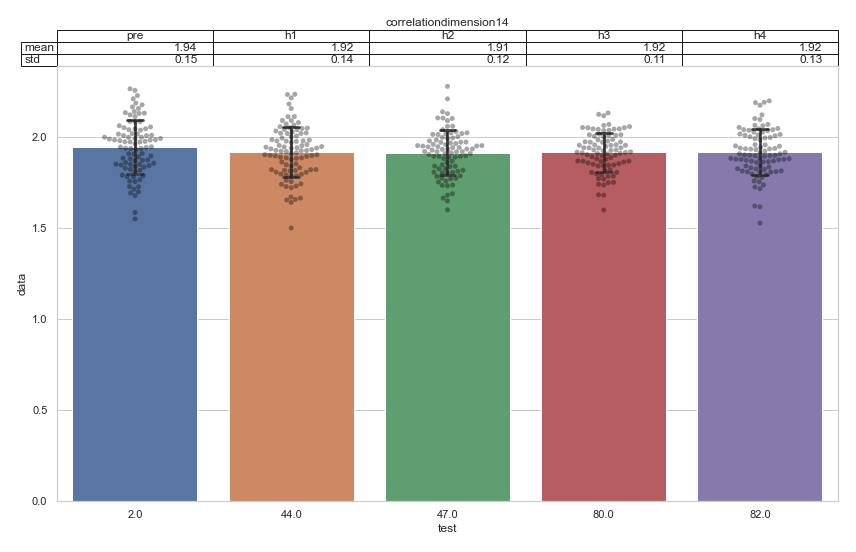 correlationdimension14
pre h1 h2 h3 h4
mean 1.94 1.92 1.91 1.92 1.92
std 0.15 0.14 0.12 0.11 0.13
2.0
1.5
1.0
0.5
0.0
data
2.0 44.0 47.0 80.0 82.0
test